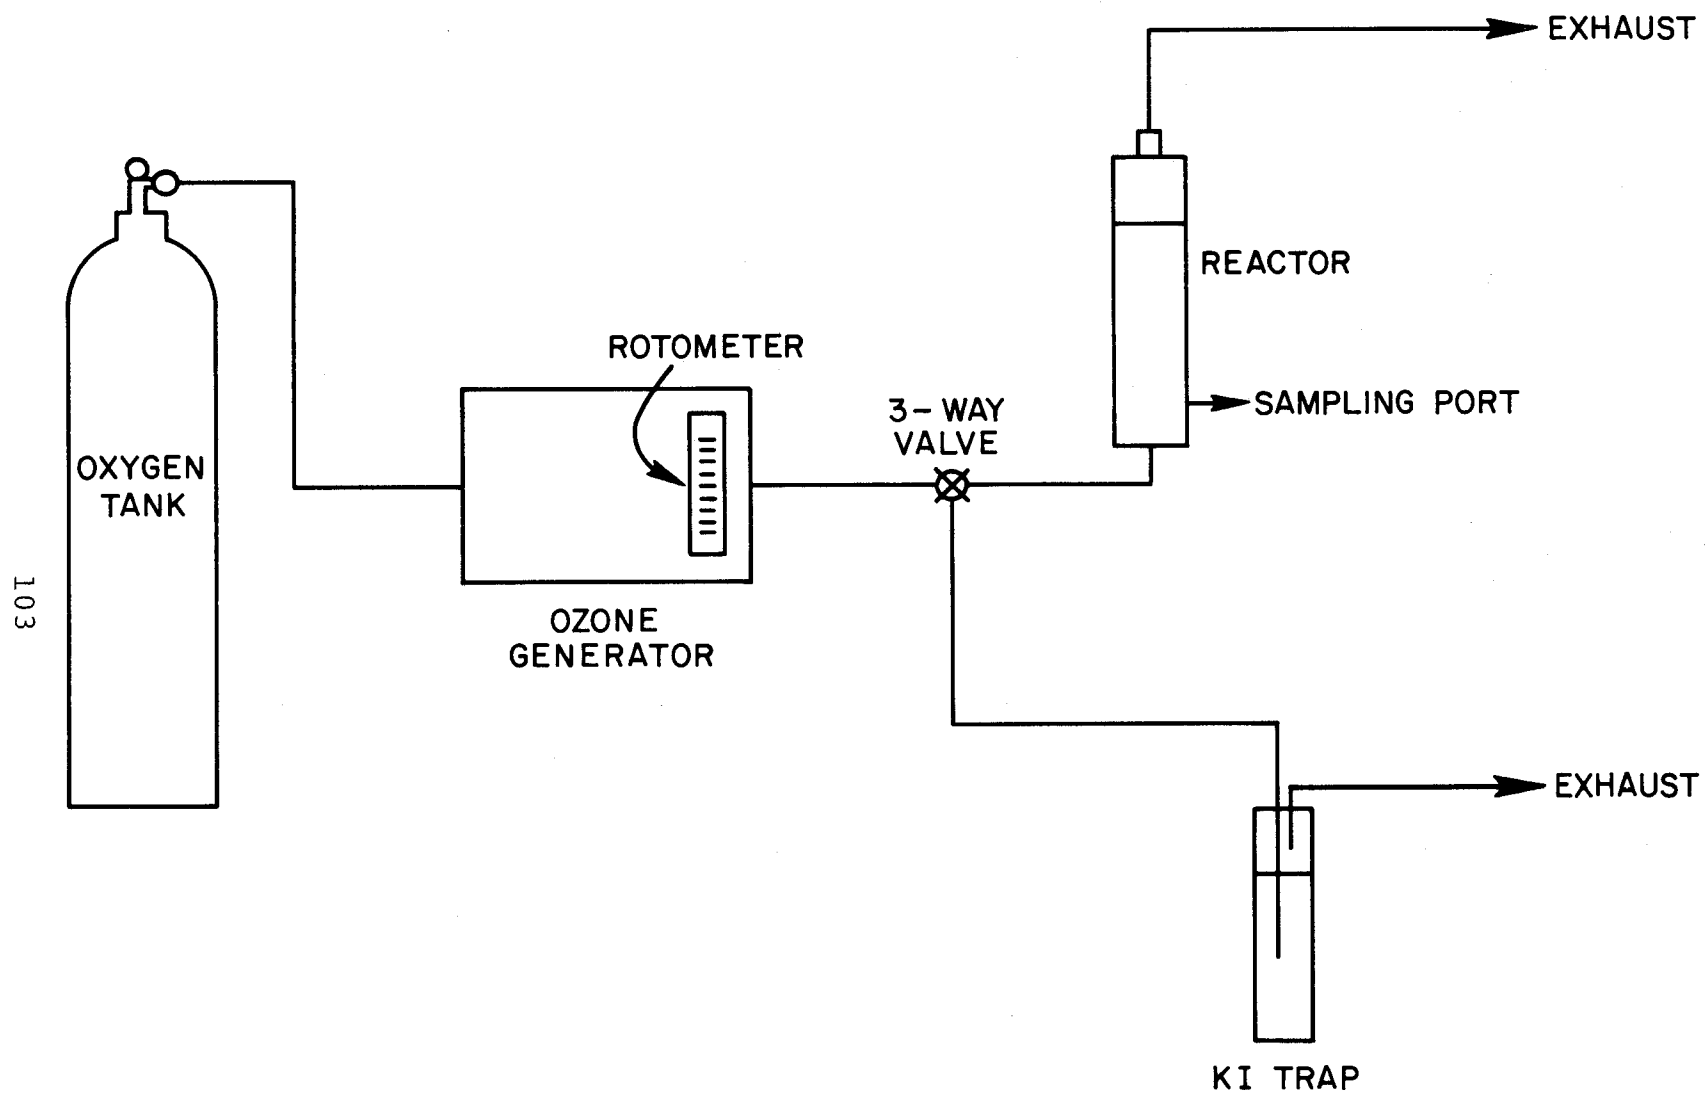 EXHAUST
REACTOR
ROTOMETER
SAMPLING PORT
3-WAY
VALVE
OXYGEN
TANK
103
OZONE
GENERATOR
EXHAUST
KI TRAP